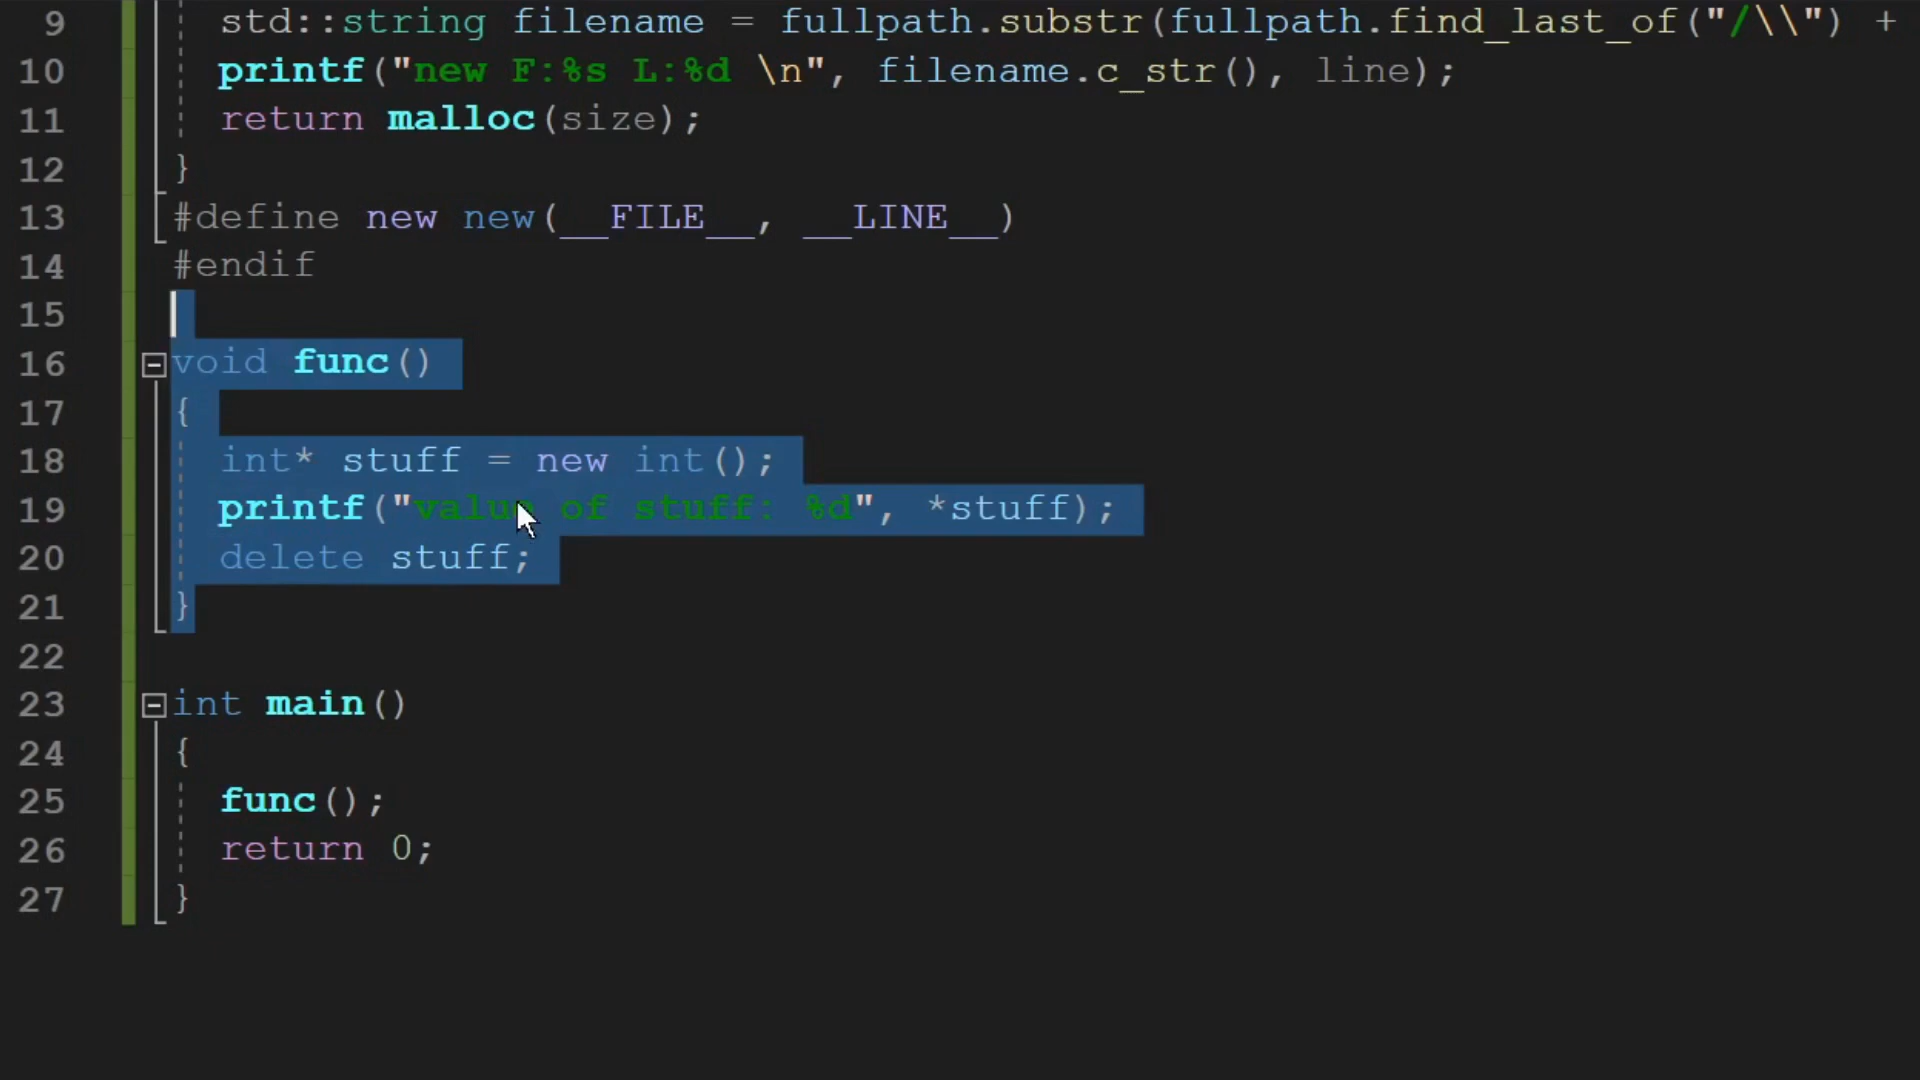 9 std::string filename = fullpath.substr(fullpath.find_last_of("/\\") +
10 printf("new F:%s L:%d \n", filename.c_str(), line);
11 return malloc(size);
12 }
13 #define new new(__FILE__, __LINE__)
14 #endif
15
16 void func()
17 {
18 int* stuff = new int();
19 printf("value of stuff: %d", *stuff);
20 delete stuff;
21 }
22
23 int main()
24 {
25 func();
26 return 0;
27 }